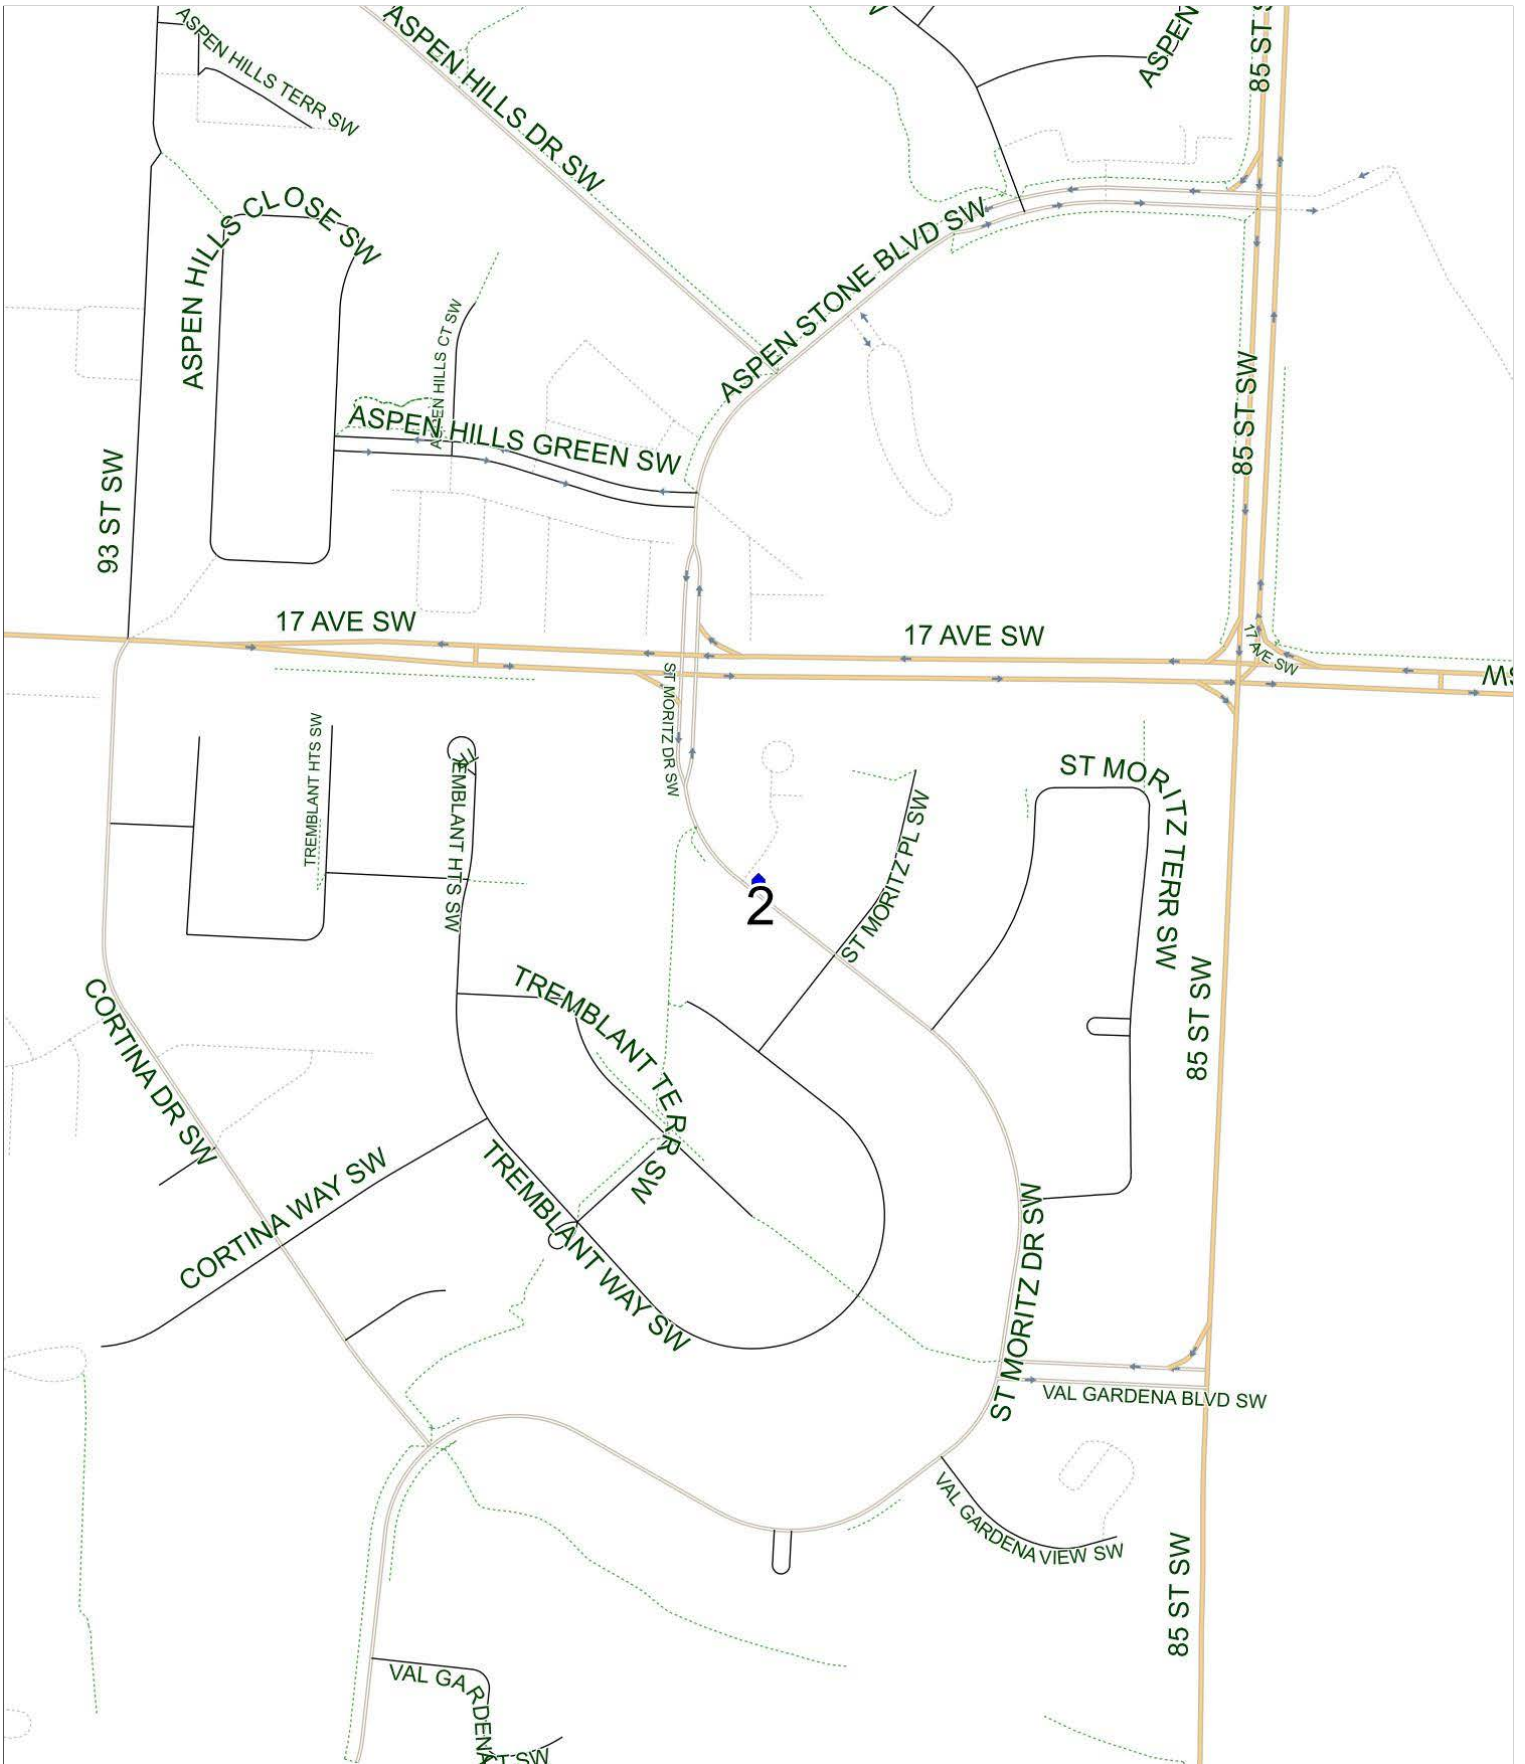 ASPEN HILLS TERR SW
ASPEN HILLS DR SW
ASPEN
85 ST S
ASPEN HILLS CLOSE SW
ASPEN STONE BLVD SW
ASPEN HILLS CT SW
ASPEN HILLS GREEN SW
85 ST SW
93 ST SW
17 AVE SW
17 AVE SW
17 AVE SW
SW
ST MORITZ DR SW
TREMBLANT HTS SW
TREMBLANT HTS SW
ST MORITZ PL SW
ST MORITZ TERR SW
2
85 ST SW
CORTINA DR SW
TREMBLANT TERR SW
CORTINA WAY SW
TREMBLANT WAY SW
ST MORITZ DR SW
VAL GARDENA BLVD SW
VAL GARDENA VIEW SW
85 ST SW
VAL GARDENA CT SW